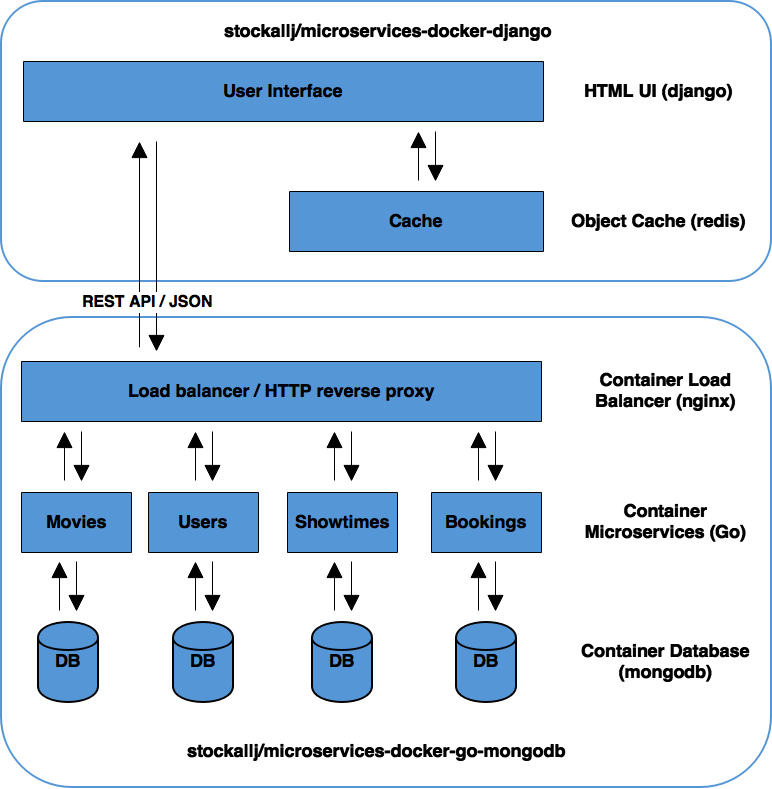 stockallj/microservices-docker-django
User Interface
HTML UI (django)
Cache
Object Cache (redis)
REST API / JSON
Load balancer / HTTP reverse proxy
Container Load
Balancer (nginx)
Movies
Users
Showtimes
Bookings
Container
Microservices (Go)
DB
DB
DB
DB
Container Database
(mongodb)
stockallj/microservices-docker-go-mongodb